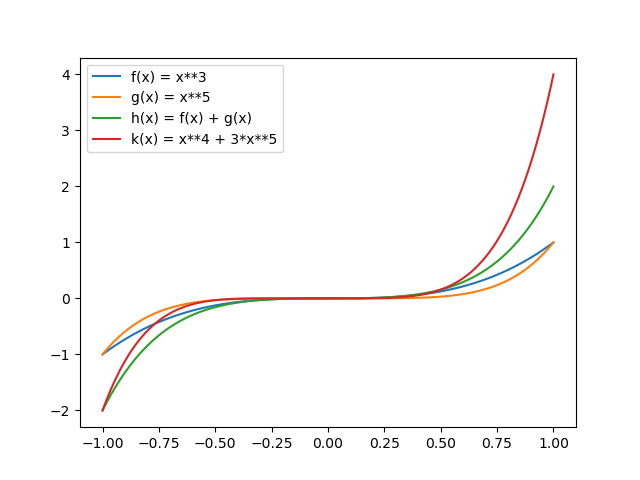 f(x) = x**3
g(x) = x**5
h(x) = f(x) + g(x)
k(x) = x**4 + 3*x**5
4
3
2
1
0
−1
−2
−1.00 −0.75 −0.50 −0.25 0.00 0.25 0.50 0.75 1.00